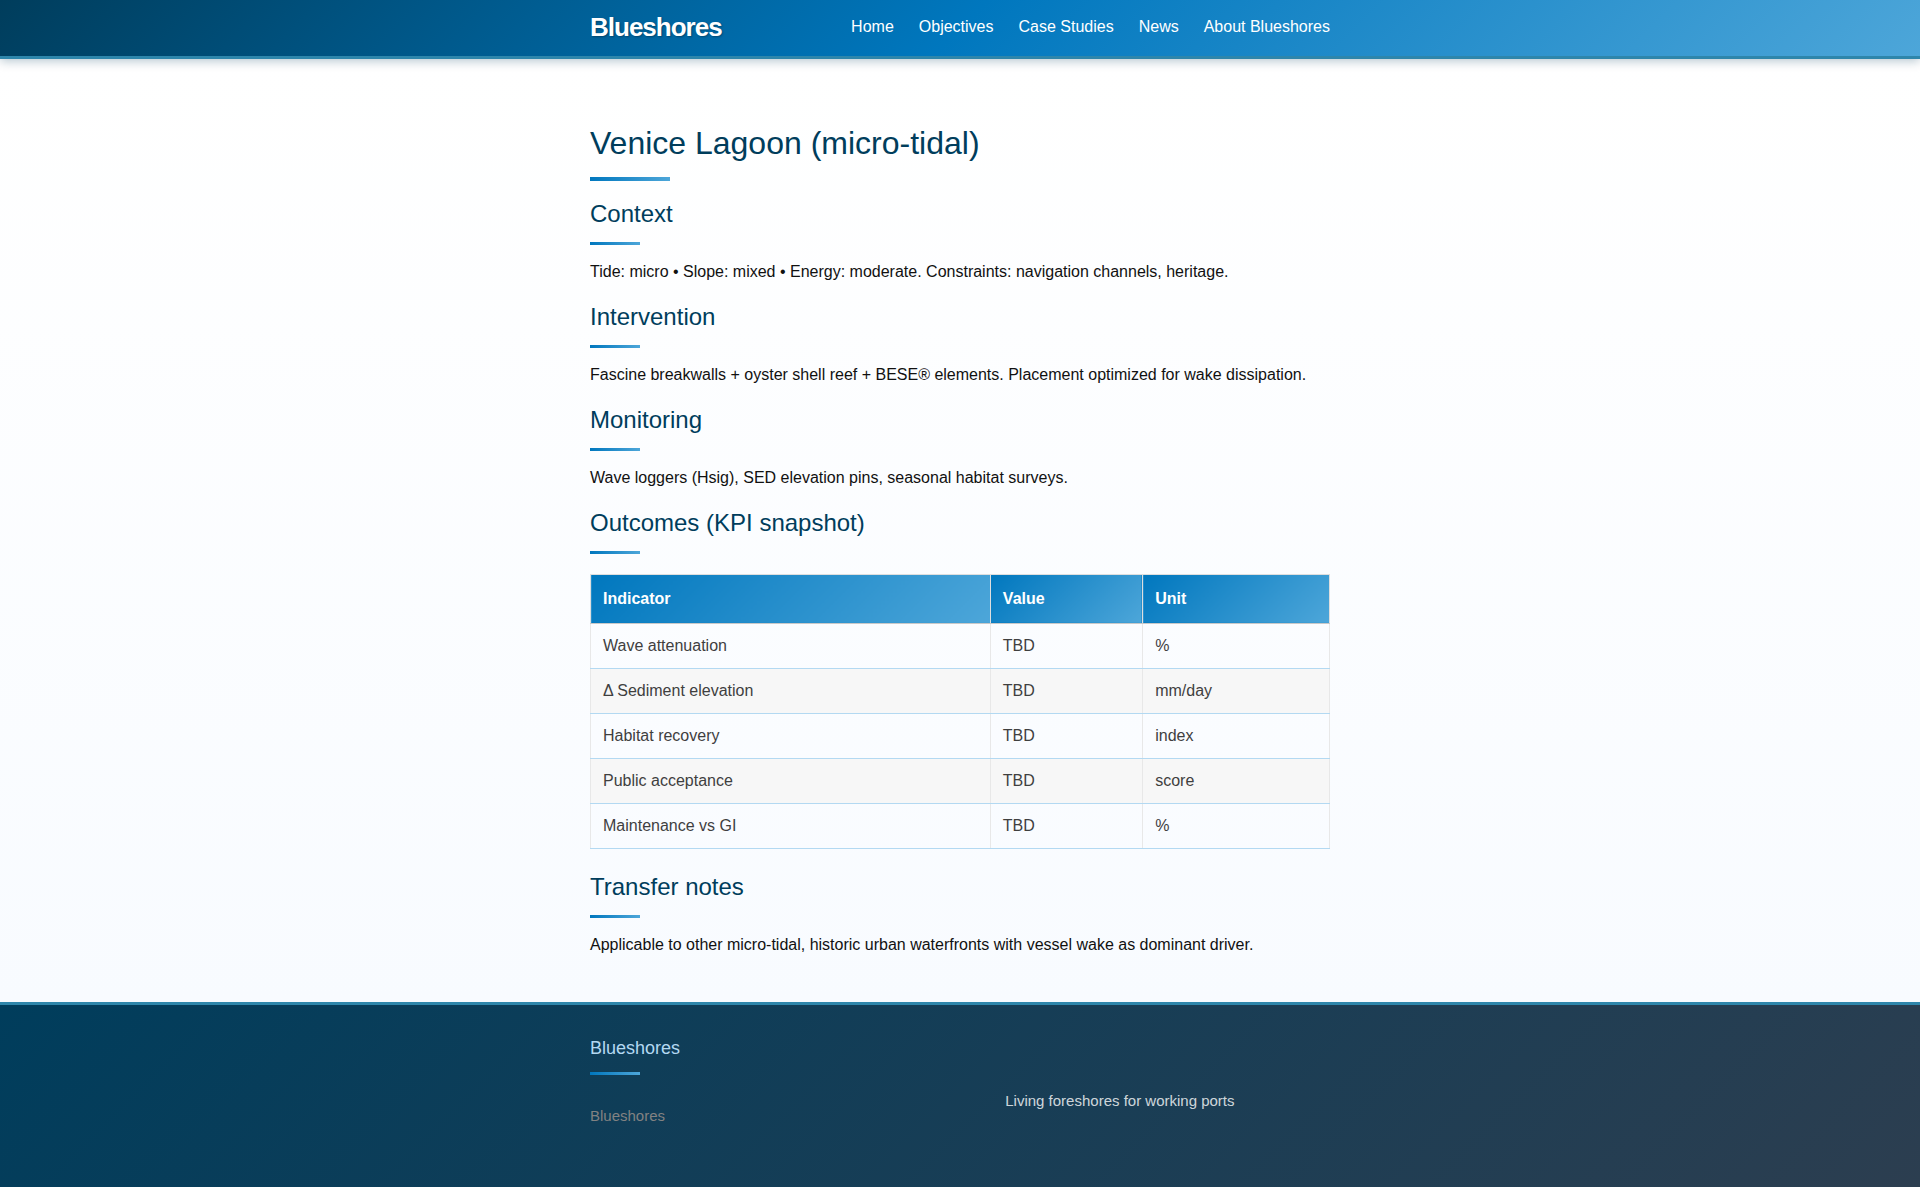 Blueshores
Home Objectives Case Studies News About Blueshores
Venice Lagoon (micro-tidal)
Context
Tide: micro • Slope: mixed • Energy: moderate. Constraints: navigation channels, heritage.
Intervention
Fascine breakwalls + oyster shell reef + BESE® elements. Placement optimized for wake dissipation.
Monitoring
Wave loggers (Hsig), SED elevation pins, seasonal habitat surveys.
Outcomes (KPI snapshot)
Indicator Value Unit
Wave attenuation TBD %
Δ Sediment elevation TBD mm/day
Habitat recovery TBD index
Public acceptance TBD score
Maintenance vs GI TBD %
Transfer notes
Applicable to other micro-tidal, historic urban waterfronts with vessel wake as dominant driver.
Blueshores
Living foreshores for working ports
Blueshores